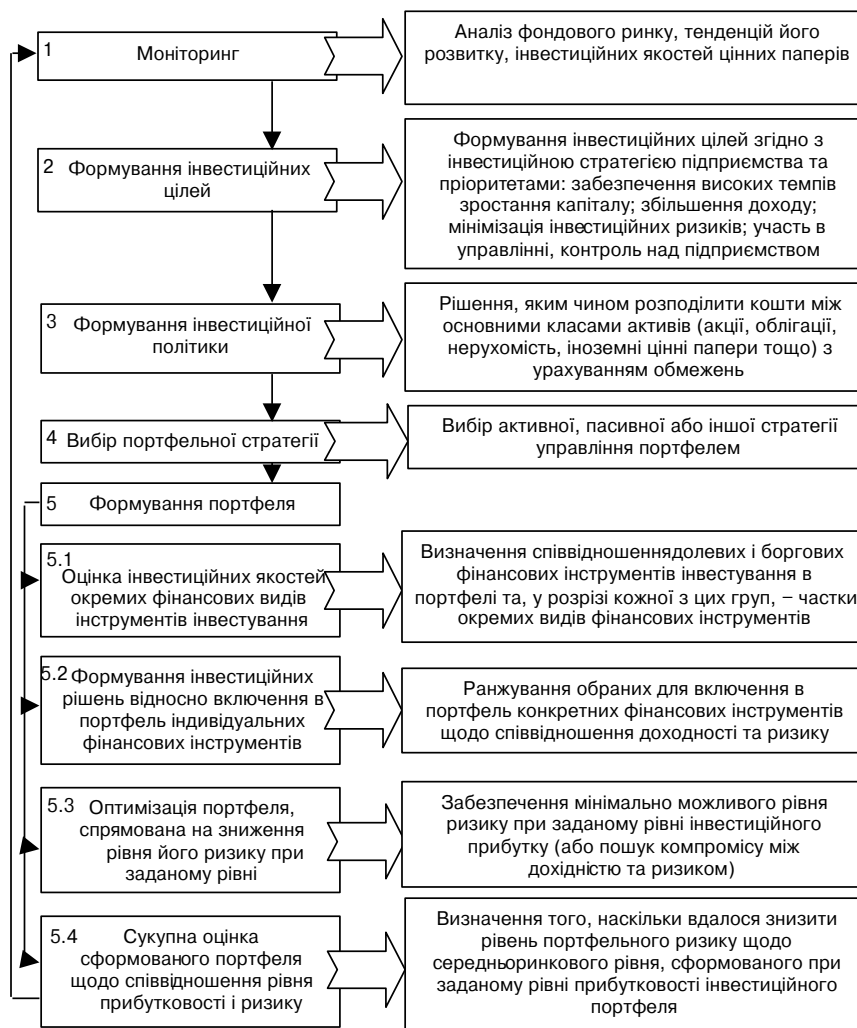 1
Моніторинг
Аналіз фондового ринку, тенденцій його
розвитку, інвестиційних якостей цінних паперів
2
Формування інвестиційних
цілей
Формування інвестиційних цілей згідно з
інвестиційною стратегією підприємства та
пріоритетами: забезпечення високих темпів
зростання капіталу; збільшення доходу;
мінімізація інвестиційних ризиків; участь в
управлінні, контроль над підприємством
3
Формування інвестиційної
політики
Рішення, яким чином розподілити кошти між
основними класами активів (акції, облігації,
нерухомість, іноземні цінні папери тощо) з
урахуванням обмежень
4 Вибір портфельної стратегії
Вибір активної, пасивної або іншої стратегії
управління портфелем
5
Формування портфеля
5.1
Оцінка інвестиційних якостей
окремих фінансових видів
інструментів інвестування
Визначення співвідношеннядолевих і боргових
фінансових інструментів інвестування в
портфелі та, у розрізі кожної з цих груп, – частки
окремих видів фінансових інструментів
5.2
Формування інвестиційних
рішень відносно включення в
портфель індивідуальних
фінансових інструментів
Ранжування обраних для включення в
портфель конкретних фінансових інструментів
щодо співвідношення доходності та ризику
5.3
Оптимізація портфеля,
спрямована на зниження
рівня його ризику при
заданому рівні
Забезпечення мінімально можливого рівня
ризику при заданому рівні інвестиційного
прибутку (або пошук компромісу між
дохідністю та ризиком)
5.4
Сукупна оцінка
сформованого портфеля
щодо співвідношення рівня
прибутковості і ризику
Визначення того, наскільки вдалося знизити
рівень портфельного ризику щодо
середньоринкового рівня, сформованого при
заданому рівні прибутковості інвестиційного
портфеля